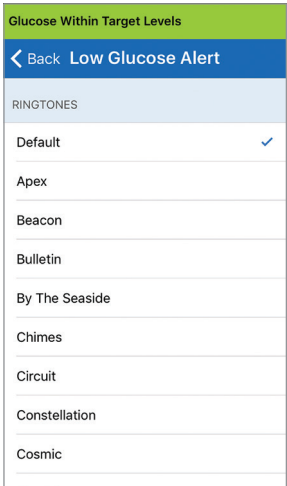 Glucose Within Target Levels
Back Low Glucose Alert
RINGTONES
Default
Apex
Beacon
Bulletin
By The Seaside
Chimes
Circuit
Constellation
Cosmic